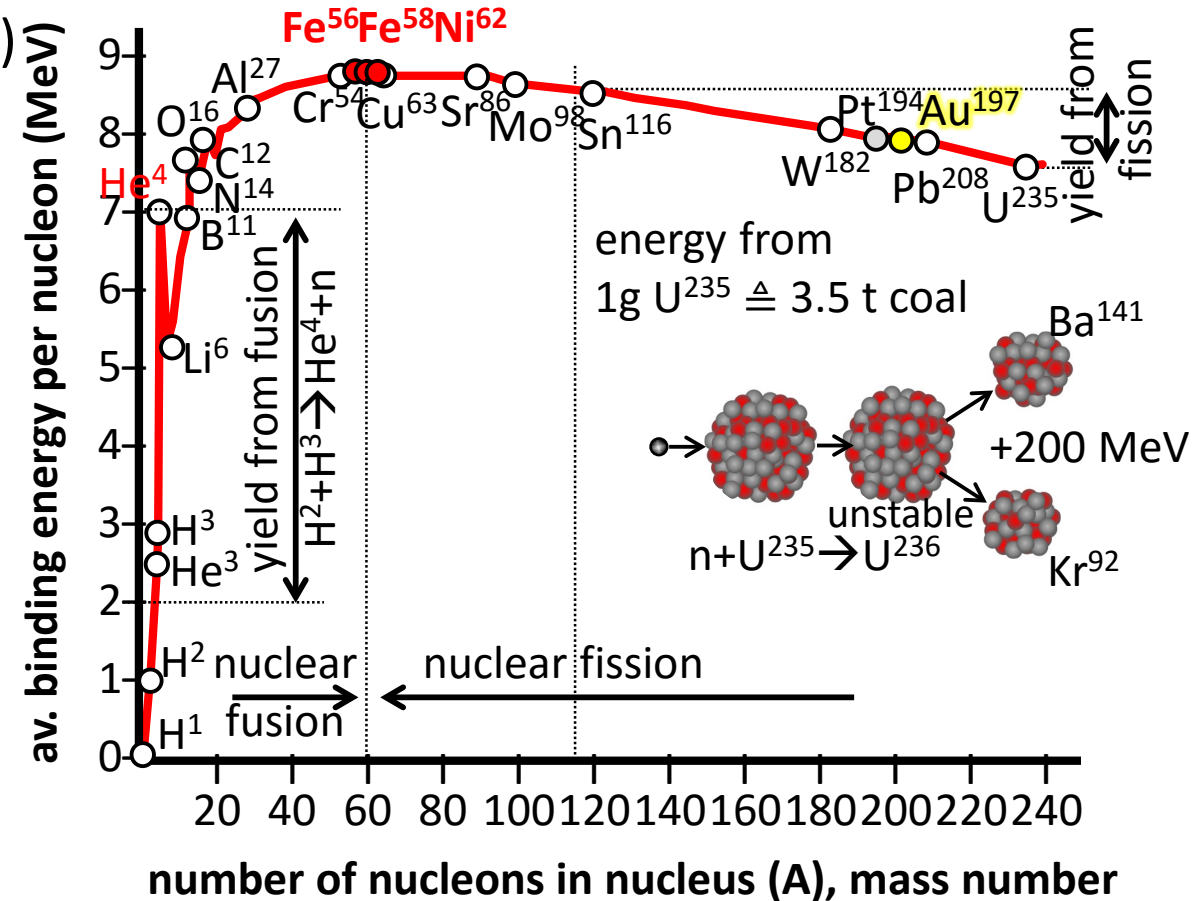 )
Fe⁵⁶Fe⁵⁸Ni⁶²
av. binding energy per nucleon (MeV)
9
8
7
6
5
4
3
2
1
0
Al²⁷
O¹⁶
Cr⁵⁴
Cu⁶³
Sr⁸⁶
Mo⁹⁸
Sn¹¹⁶
Pt¹⁹⁴
Au¹⁹⁷
W¹⁸²
Pb²⁰⁸
U²³⁵
yield from
fission
He⁴
C¹²
N¹⁴
B¹¹
Li⁶
H³
He³
H²
H¹
yield from fusion
H²+H³→He⁴+n
energy from
1g U²³⁵ ≙ 3.5 t coal
Ba¹⁴¹
+200 MeV
unstable
n+U²³⁵→U²³⁶
Kr⁹²
nuclear
fusion
nuclear fission
20 40 60 80 100 120 140 160 180 200 220 240
number of nucleons in nucleus (A), mass number